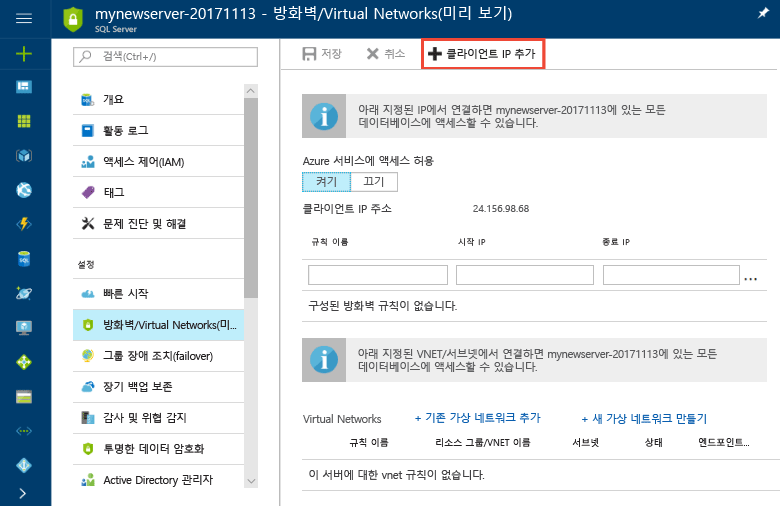 mynewserver-20171113 - 방화벽/Virtual Networks(미리 보기)
SQL Server
검색(Ctrl+/)
개요
활동 로그
액세스 제어(IAM)
태그
문제 진단 및 해결
설정
빠른 시작
방화벽/Virtual Networks(미...
그룹 장애 조치(failover)
장기 백업 보존
감사 및 위협 감지
투명한 데이터 암호화
Active Directory 관리자
저장 취소 클라이언트 IP 추가
아래 지정된 IP에서 연결하면 mynewserver-20171113에 있는 모든
데이터베이스에 액세스할 수 있습니다.
Azure 서비스에 액세스 허용
켜기 끄기
클라이언트 IP 주소 24.156.98.68
규칙 이름 시작 IP 종료 IP
...
구성된 방화벽 규칙이 없습니다.
아래 지정된 VNET/서브넷에서 연결하면 mynewserver-20171113에 있는 모든
데이터베이스에 액세스할 수 있습니다.
Virtual Networks + 기존 가상 네트워크 추가 + 새 가상 네트워크 만들기
규칙 이름 리소스 그룹/VNET 이름 서브넷 상태 엔드포인트...
이 서버에 대한 vnet 규칙이 없습니다.